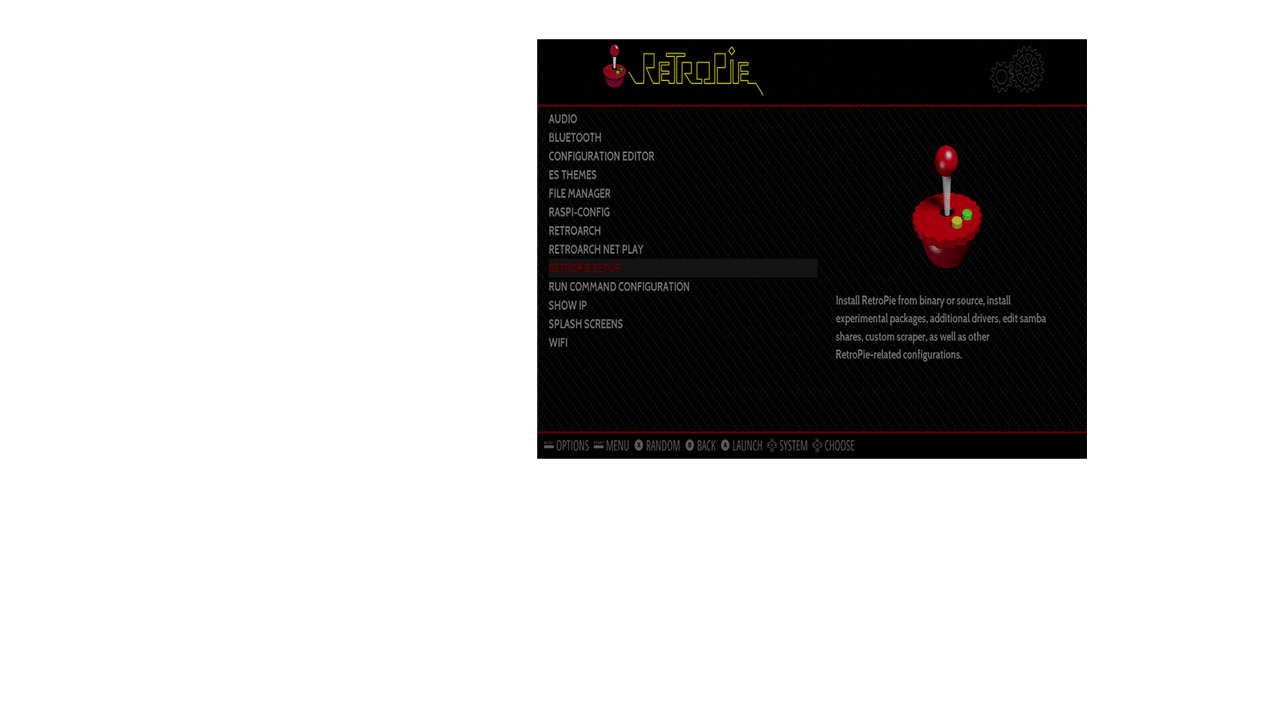 RETROPIE
AUDIO
BLUETOOTH
CONFIGURATION EDITOR
ES THEMES
FILE MANAGER
RASPI-CONFIG
RETROARCH
RETROARCH NET PLAY
RETROPIE SETUP
RUN COMMAND CONFIGURATION
SHOW IP
SPLASH SCREENS
WIFI
Install RetroPie from binary or source, install
experimental packages, additional drivers, edit samba
shares, custom scraper, as well as other
RetroPie-related configurations.
OPTIONS MENU X RANDOM B BACK A LAUNCH SYSTEM CHOOSE